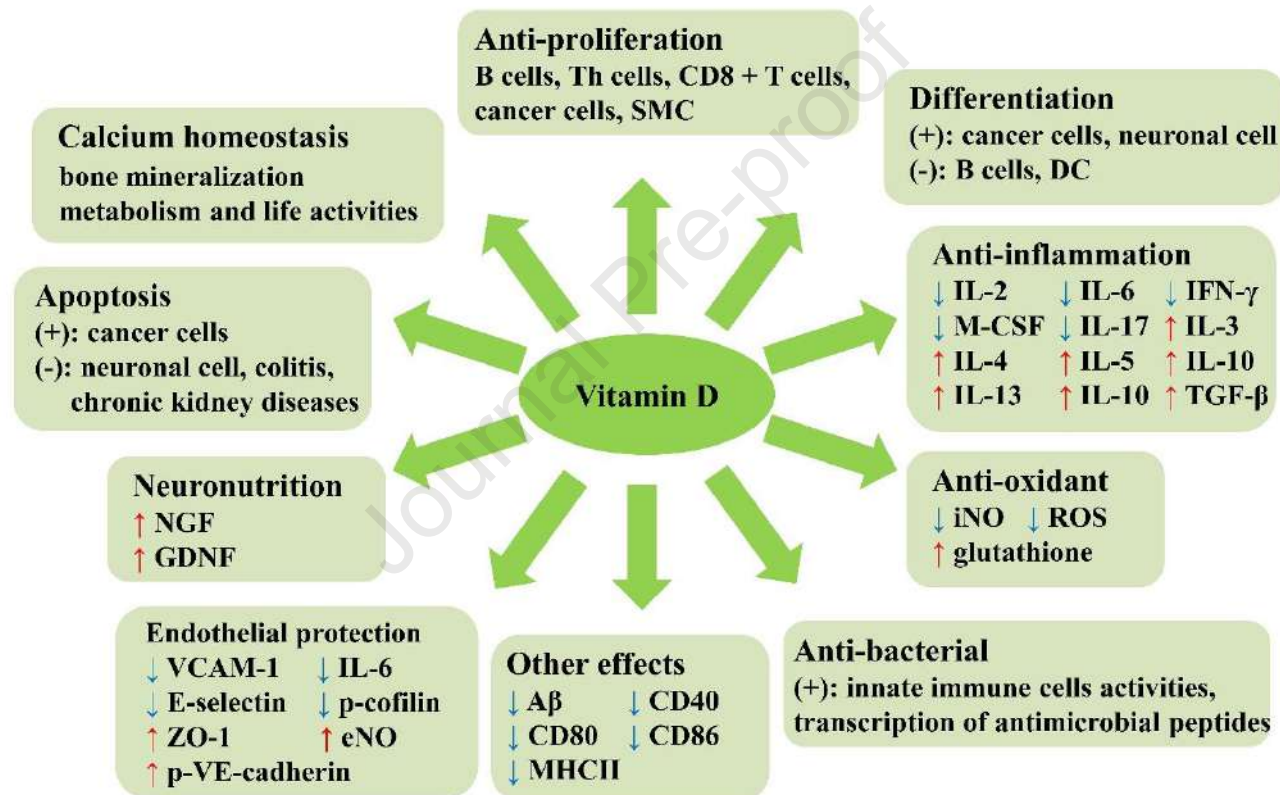 Anti-proliferation
B cells, Th cells, CD8 + T cells,
cancer cells, SMC
Differentiation
(+): cancer cells, neuronal cell
(-): B cells, DC
Calcium homeostasis
bone mineralization
metabolism and life activities
Anti-inflammation
↓ IL-2 ↓ IL-6 ↓ IFN-γ
↓ M-CSF ↓ IL-17 ↑ IL-3
↑ IL-4 ↑ IL-5 ↑ IL-10
↑ IL-13 ↑ IL-10 ↑ TGF-β
Apoptosis
(+): cancer cells
(-): neuronal cell, colitis,
chronic kidney diseases
Vitamin D
Neuronutrition
↑ NGF
↑ GDNF
Anti-oxidant
↓ iNO ↓ ROS
↑ glutathione
Endothelial protection
↓ VCAM-1 ↓ IL-6
↓ E-selectin ↓ p-cofilin
↑ ZO-1 ↑ eNO
↑ p-VE-cadherin
Other effects
↓ Aβ ↓ CD40
↓ CD80 ↓ CD86
↓ MHCII
Anti-bacterial
(+): innate immune cells activities,
transcription of antimicrobial peptides
Journal Pre-proof